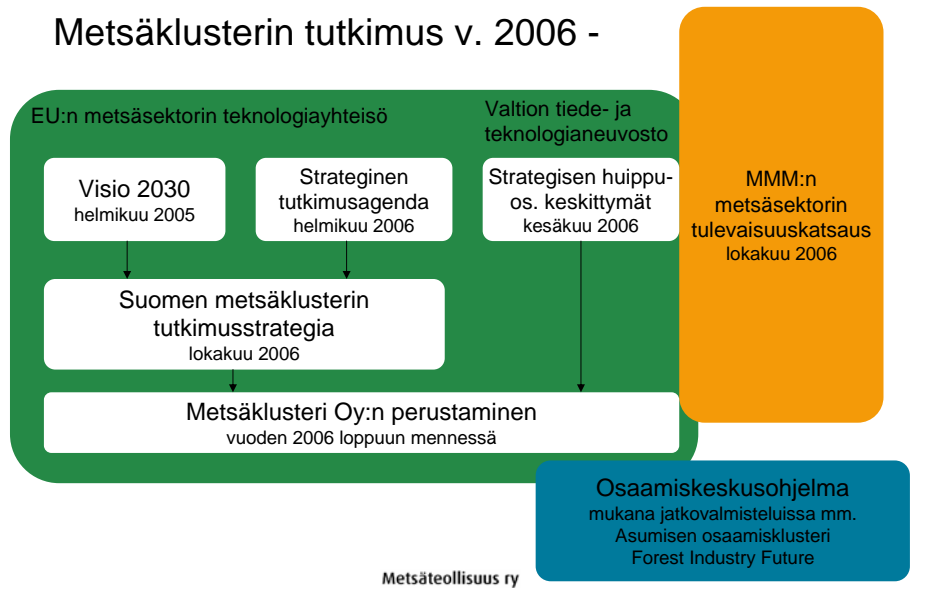 Metsäklusterin tutkimus v. 2006 -
EU:n metsäsektorin teknologiayhteisö
Valtion tiede- ja
teknologianeuvosto
Visio 2030
helmikuu 2005
Strateginen
tutkimusagenda
helmikuu 2006
Strategisen huippu-
os. keskittymät
kesäkuu 2006
MMM:n
metsäsektorin
tulevaisuuskatsaus
lokakuu 2006
Suomen metsäklusterin
tutkimusstrategia
lokakuu 2006
Metsäklusteri Oy:n perustaminen
vuoden 2006 loppuun mennessä
Osaamiskeskusohjelma
mukana jatkovalmisteluissa mm.
Asumisen osaamisklusteri
Forest Industry Future
Metsäteollisuus ry